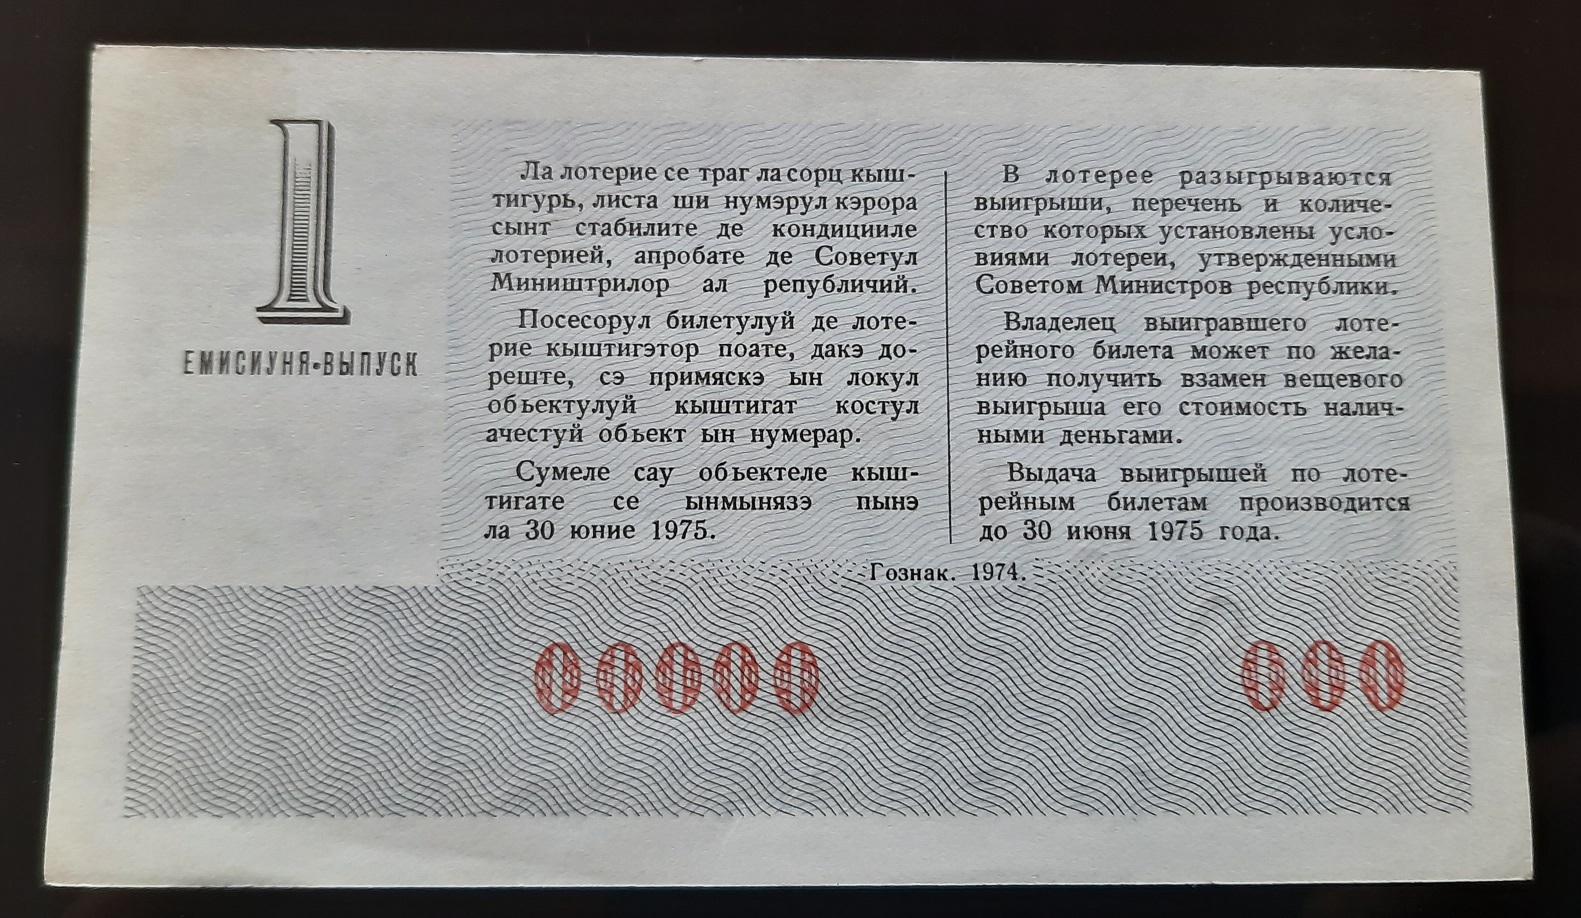 1
ЕМИСИУНЯ•ВЫПУСК
Ла лотерие се траг ла сорц кыш-
тигурь, листа ши нумэрул кэрора
сынт стабилите де кондицииле
лотерией, апробате де Советул
Миништрилор ал републичий.
Посесорул билетулуй де лоте-
рие кыштигэтор поате, дакэ до-
реште, сэ примяскэ ын локул
обьектулуй кыштигат костул
ачестуй обьект ын нумерар.
Сумеле сау обьектеле кыш-
тигате се ынмынязэ пынэ
ла 30 юние 1975.
В лотерее разыгрываются
выигрыши, перечень и количе-
ство которых установлены усло-
виями лотереи, утвержденными
Советом Министров республики.
Владелец выигравшего лоте-
рейного билета может по жела-
нию получить взамен вещевого
выигрыша его стоимость налич-
ными деньгами.
Выдача выигрышей по лоте-
рейным билетам производится
до 30 июня 1975 года.
Гознак. 1974.
00000 000